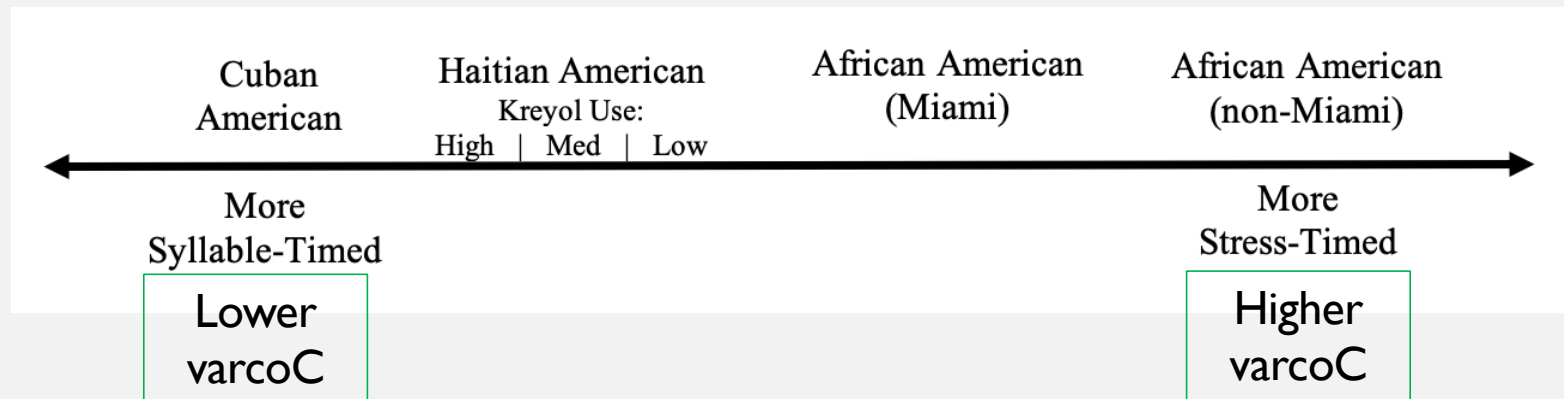 Cuban
American
Haitian American
Kreyol Use:
High | Med | Low
African American
(Miami)
African American
(non-Miami)
More
Syllable-Timed
Lower
varcoC
More
Stress-Timed
Higher
varcoC